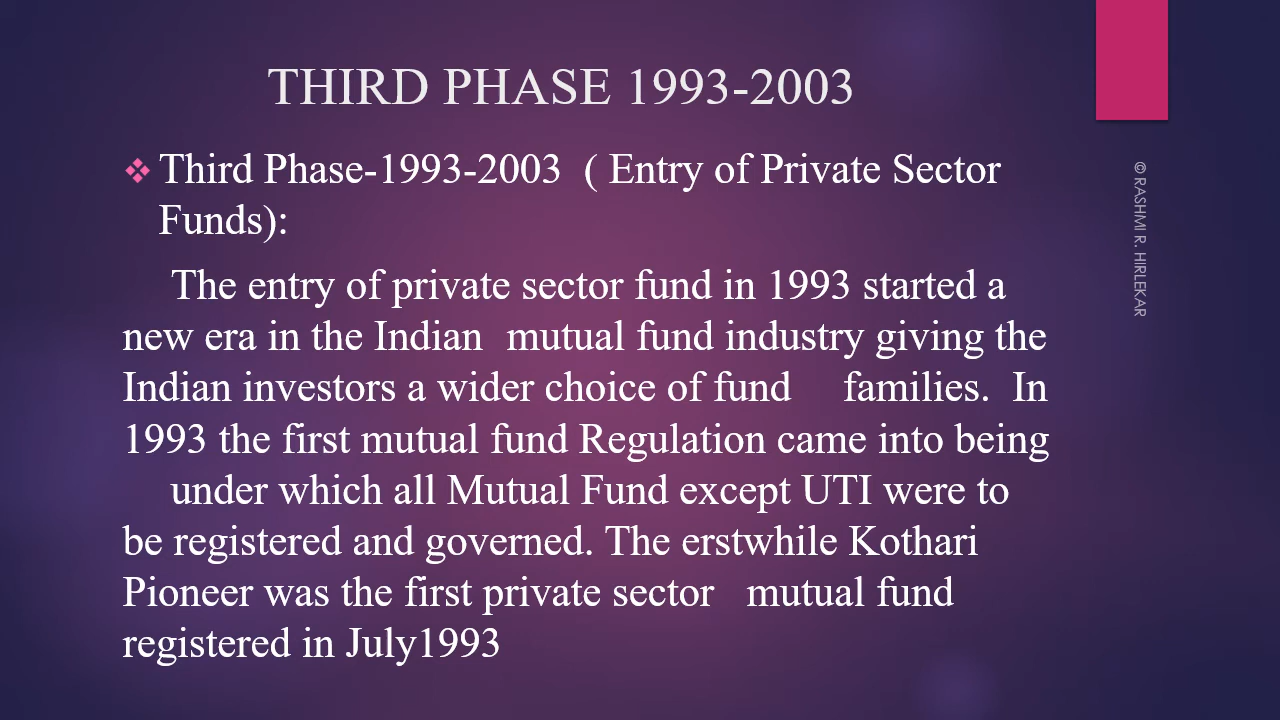 THIRD PHASE 1993-2003
❖ Third Phase-1993-2003 ( Entry of Private Sector
Funds):
The entry of private sector fund in 1993 started a
new era in the Indian mutual fund industry giving the
Indian investors a wider choice of fund families. In
1993 the first mutual fund Regulation came into being
under which all Mutual Fund except UTI were to
be registered and governed. The erstwhile Kothari
Pioneer was the first private sector mutual fund
registered in July1993
© RASHMI R. HIRLEKAR